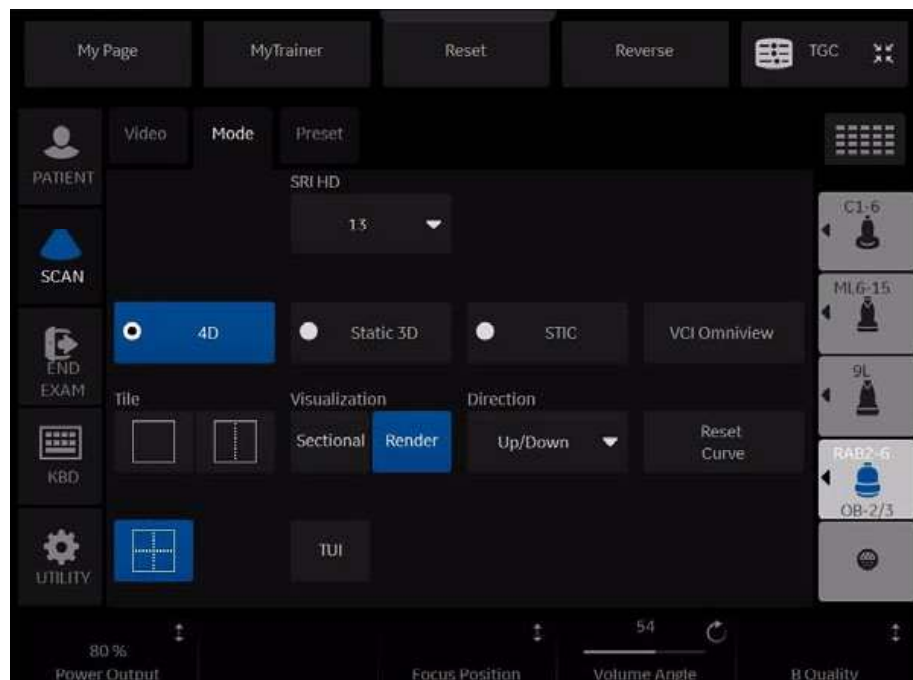 My Page
MyTrainer
Reset
Reverse
TGC
Video
Mode
Preset
PATIENT
SRI HD
13
C1-6
SCAN
ML6-15
4D
Static 3D
STIC
VCI Omniview
END
EXAM
9L
Tile
Visualization
Direction
Sectional
Render
Up/Down
Reset
Curve
KBD
RAB2-6
OB-2/3
TUI
UTILITY
54
80 %
Power Output
Focus Position
Volume Angle
B Quality